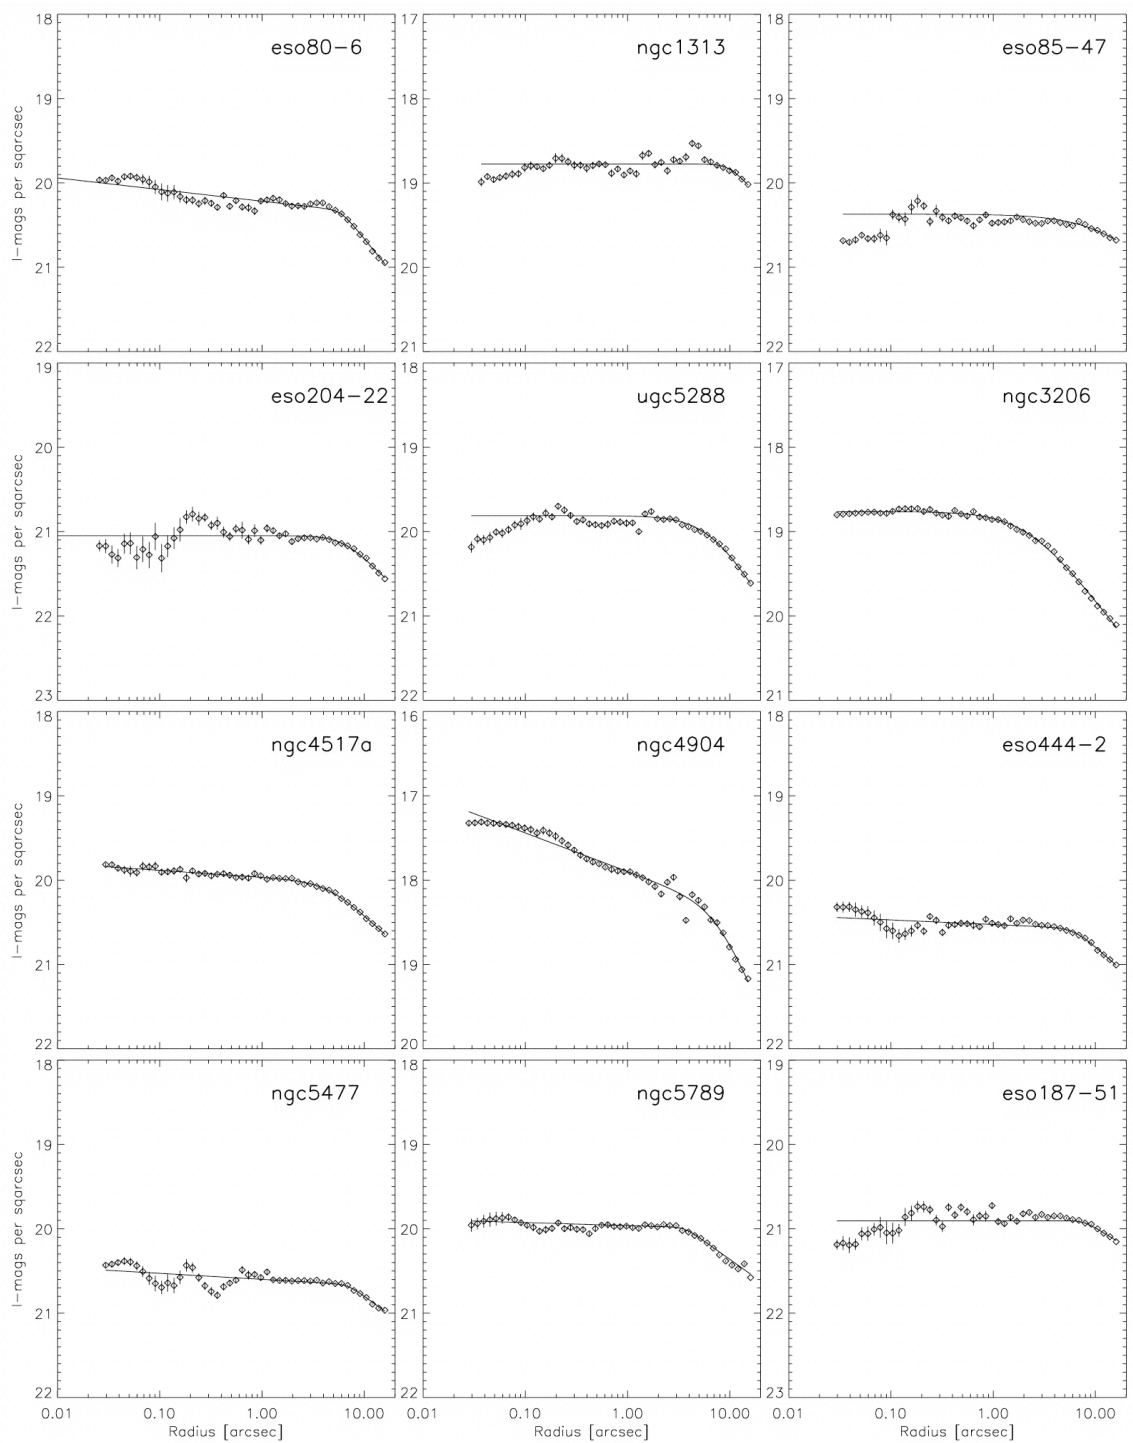 eso80-6
ngc1313
eso85-47
18
19
20
21
22
I-mags per sqarcsec
17
18
19
20
21
18
19
20
21
22
eso204-22
ugc5288
ngc3206
19
20
21
22
23
I-mags per sqarcsec
18
19
20
21
22
17
18
19
20
21
ngc4517a
ngc4904
eso444-2
18
19
20
21
22
I-mags per sqarcsec
16
17
18
19
20
18
19
20
21
22
ngc5477
ngc5789
eso187-51
18
19
20
21
22
I-mags per sqarcsec
18
19
20
21
22
19
20
21
22
23
0.01 0.10 1.00 10.00
Radius [arcsec]
0.01 0.10 1.00 10.00
Radius [arcsec]
0.01 0.10 1.00 10.00
Radius [arcsec]